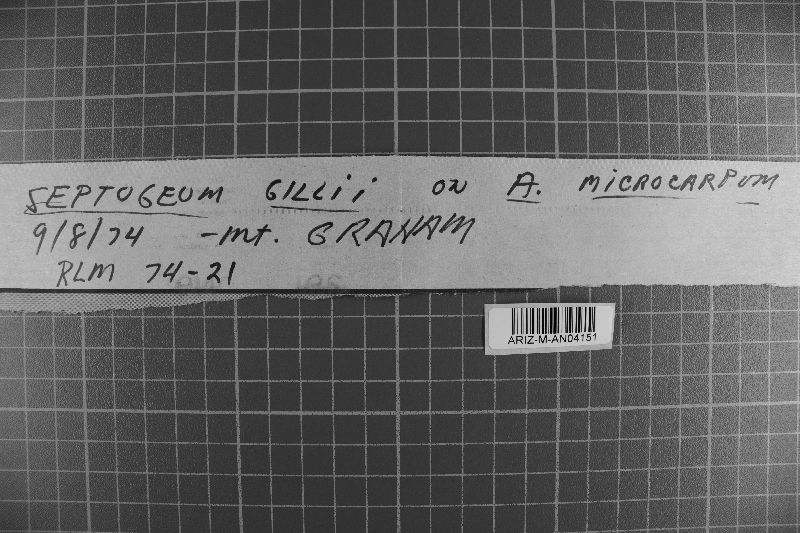 SEPTOGEUM GILLII ON A. MICROCARPUM
9/8/74 - Mt. GRAHAM
RLM 74-21
ARIZ-M-AN04151